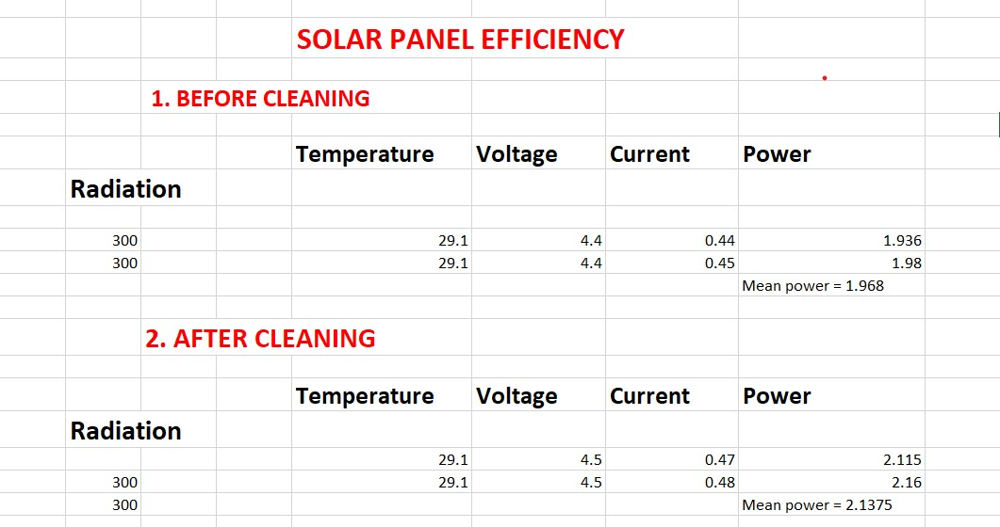 SOLAR PANEL EFFICIENCY
1. BEFORE CLEANING
Temperature Voltage Current Power
Radiation
300 29.1 4.4 0.44 1.936
300 29.1 4.4 0.45 1.98
Mean power = 1.968
2. AFTER CLEANING
Temperature Voltage Current Power
Radiation
29.1 4.5 0.47 2.115
300 29.1 4.5 0.48 2.16
300 Mean power = 2.1375